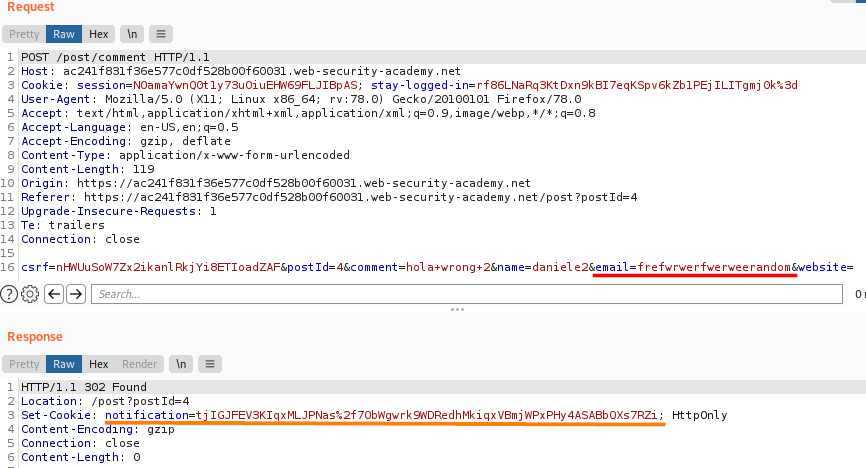 Request
Pretty Raw Hex \n
1 POST /post/comment HTTP/1.1
2 Host: ac241f831f36e577c0df528b00f60031.web-security-academy.net
3 Cookie: session=NOamaYwnQ0t1y73uOiuEHW69FLJIBpAS; stay-logged-in=rf86LNaRq3KtDxn9kBI7eqKSpv6kZb1PEjILITgmj0k%3d
4 User-Agent: Mozilla/5.0 (X11; Linux x86_64; rv:78.0) Gecko/20100101 Firefox/78.0
5 Accept: text/html,application/xhtml+xml,application/xml;q=0.9,image/webp,*/*;q=0.8
6 Accept-Language: en-US,en;q=0.5
7 Accept-Encoding: gzip, deflate
8 Content-Type: application/x-www-form-urlencoded
9 Content-Length: 119
10 Origin: https://ac241f831f36e577c0df528b00f60031.web-security-academy.net
11 Referer: https://ac241f831f36e577c0df528b00f60031.web-security-academy.net/post?postId=4
12 Upgrade-Insecure-Requests: 1
13 Te: trailers
14 Connection: close
15
16 csrf=nHWUuSoW7Zx2ikanlRkjYi8ETIoadZAF&postId=4&comment=hola+wrong+2&name=daniele2&email=frefwrwerfwerweerandom&website=
Search...
0
Response
Pretty Raw Hex Render \n
1 HTTP/1.1 302 Found
2 Location: /post?postId=4
3 Set-Cookie: notification=tjIGJFEV3KIqxMLJPNas%2f7ObWgwrk9WDRedhMkiqxVBmjWPxPHy4ASABbOXs7RZi; HttpOnly
4 Content-Encoding: gzip
5 Connection: close
6 Content-Length: 0